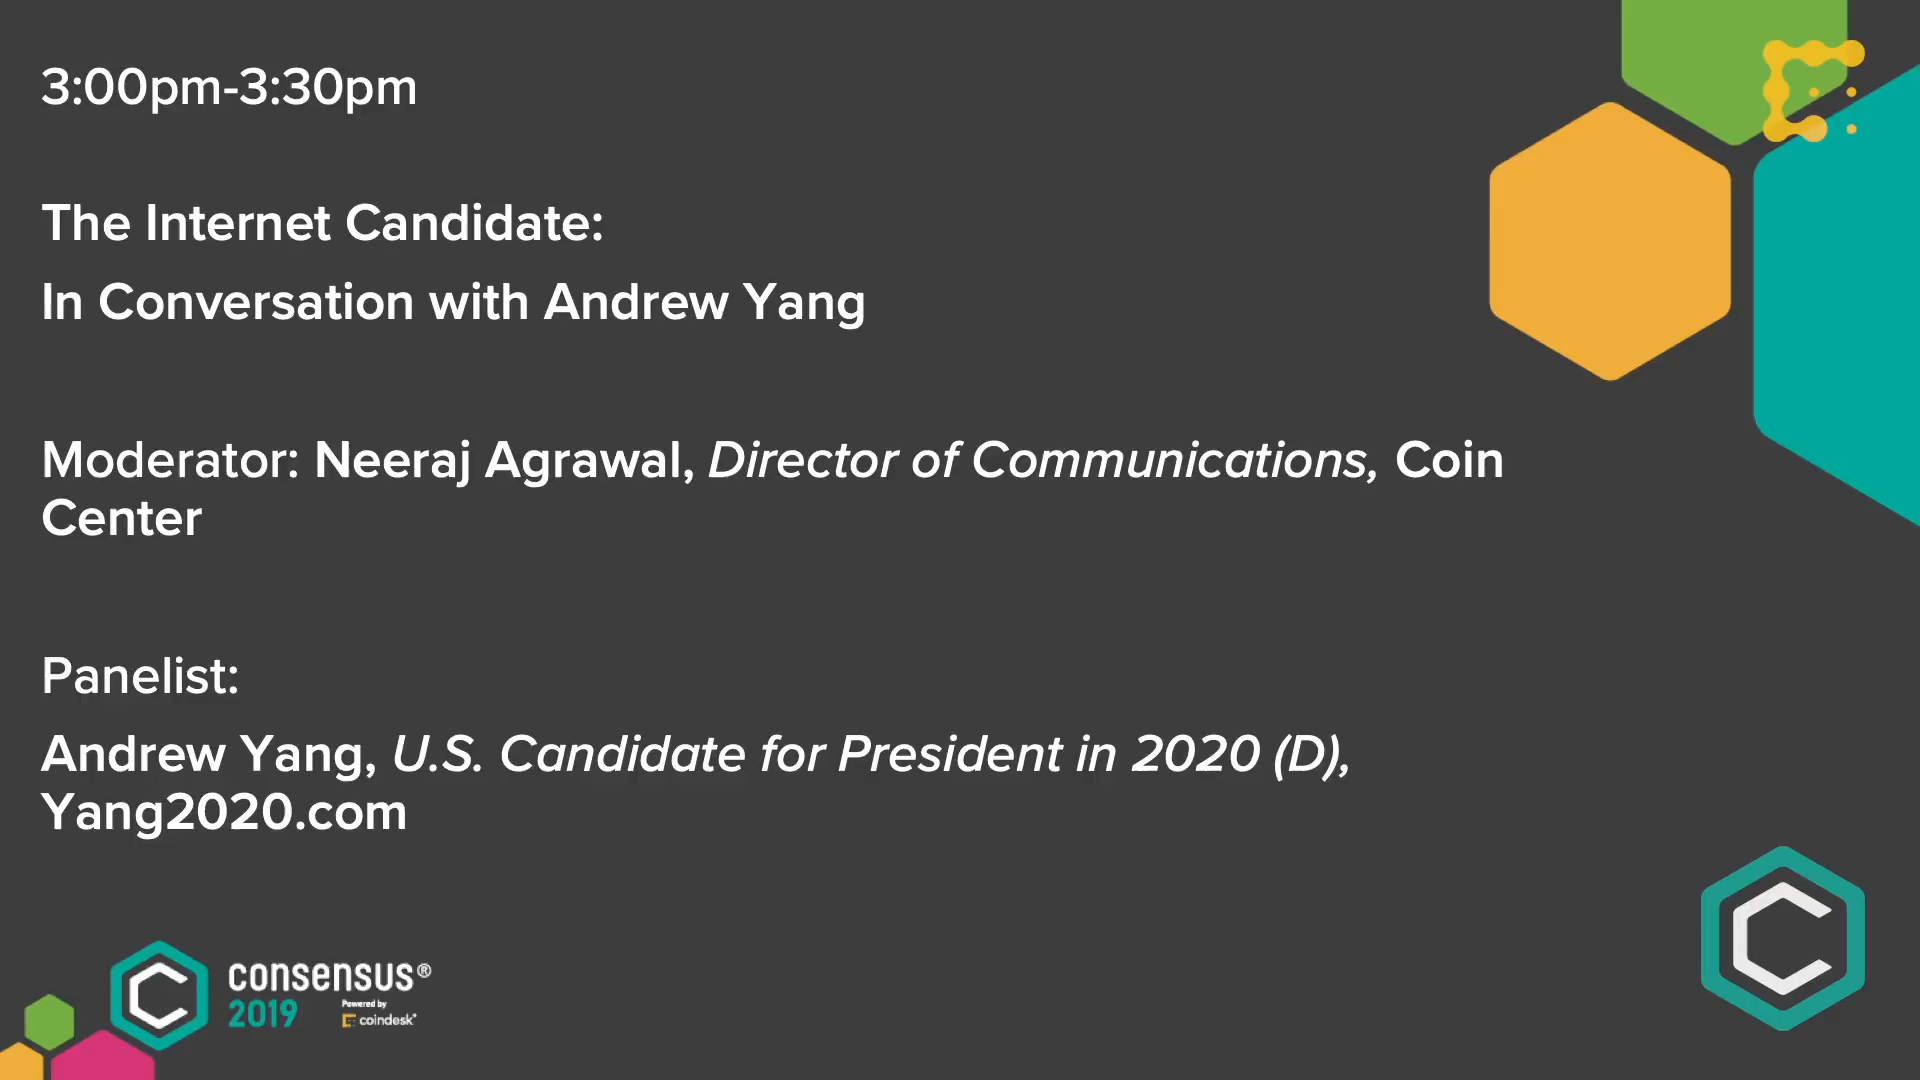 3:00pm-3:30pm
The Internet Candidate:
In Conversation with Andrew Yang
Moderator: Neeraj Agrawal, Director of Communications, Coin
Center
Panelist:
Andrew Yang, U.S. Candidate for President in 2020 (D),
Yang2020.com
consensus®
2019
Powered by
coindesk